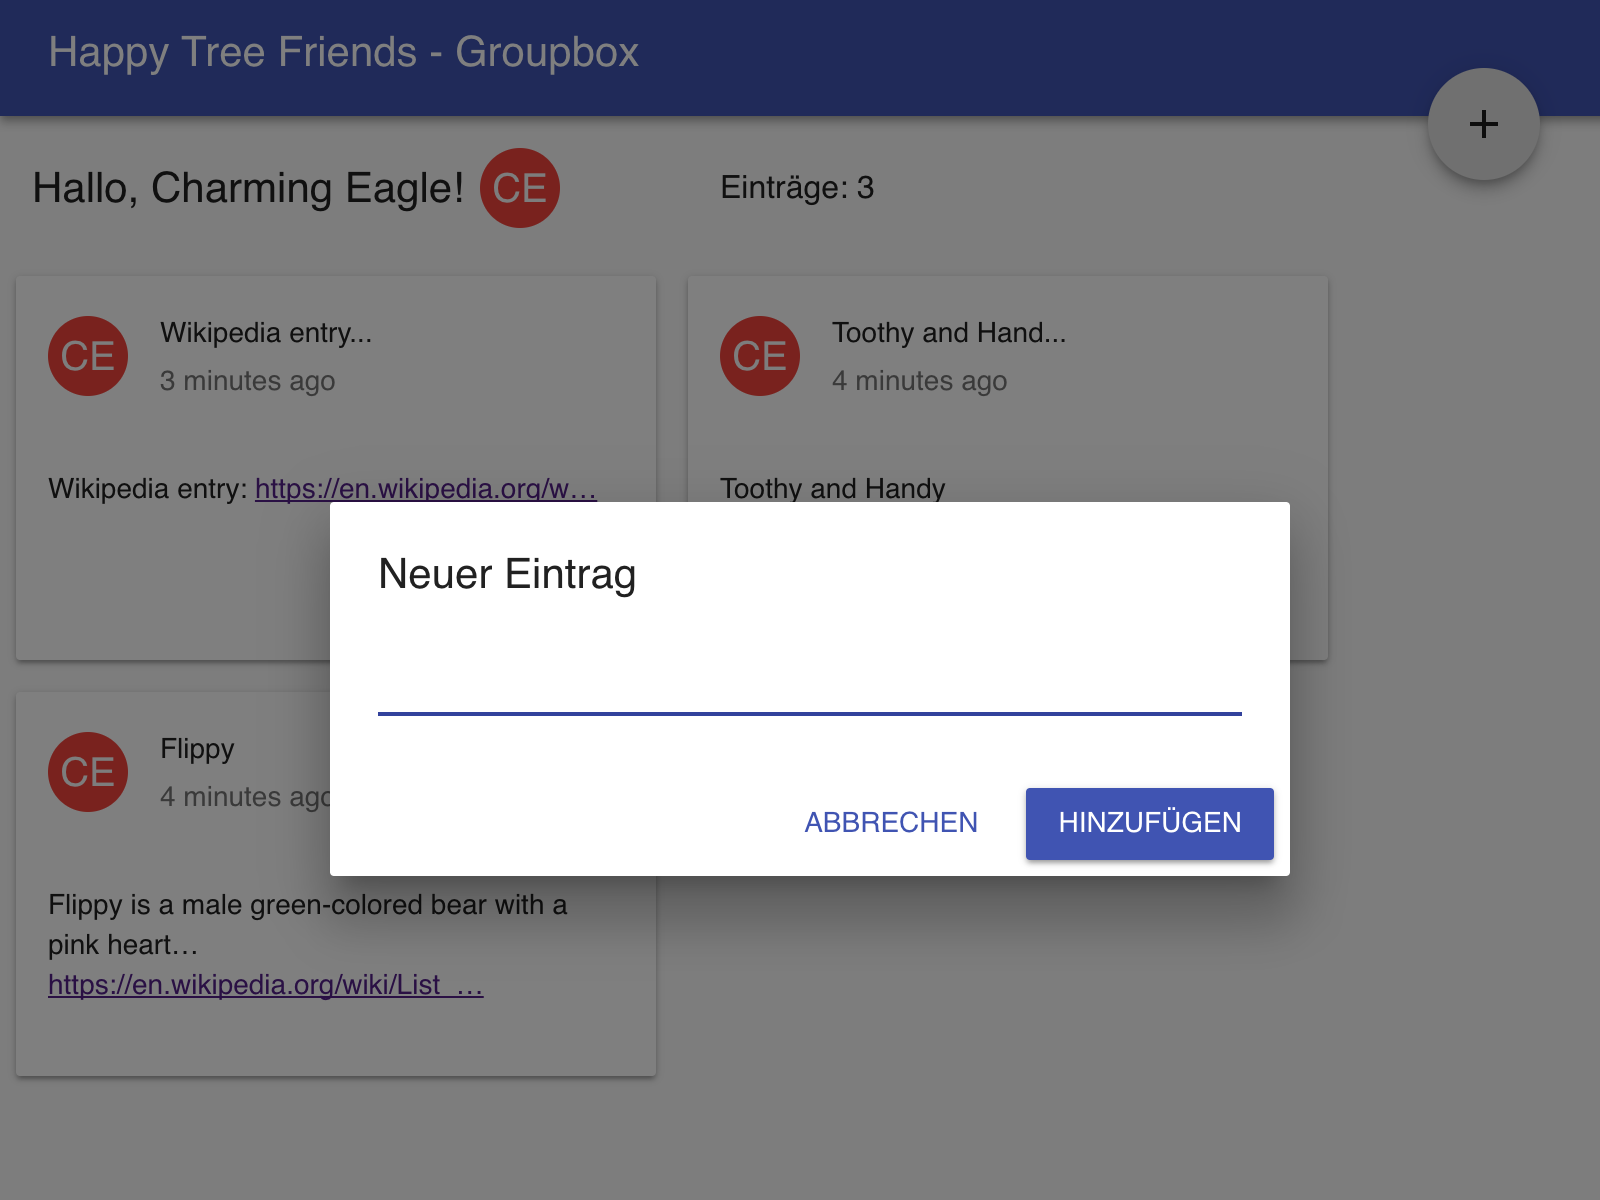 Happy Tree Friends - Groupbox
+
Hallo, Charming Eagle! CE
Einträge: 3
CE
Wikipedia entry...
3 minutes ago
Wikipedia entry: https://en.wikipedia.org/w…
CE
Toothy and Hand...
4 minutes ago
Toothy and Handy
CE
Flippy
4 minutes ago
Flippy is a male green-colored bear with a
pink heart…
https://en.wikipedia.org/wiki/List_…
Neuer Eintrag
ABBRECHEN
HINZUFÜGEN